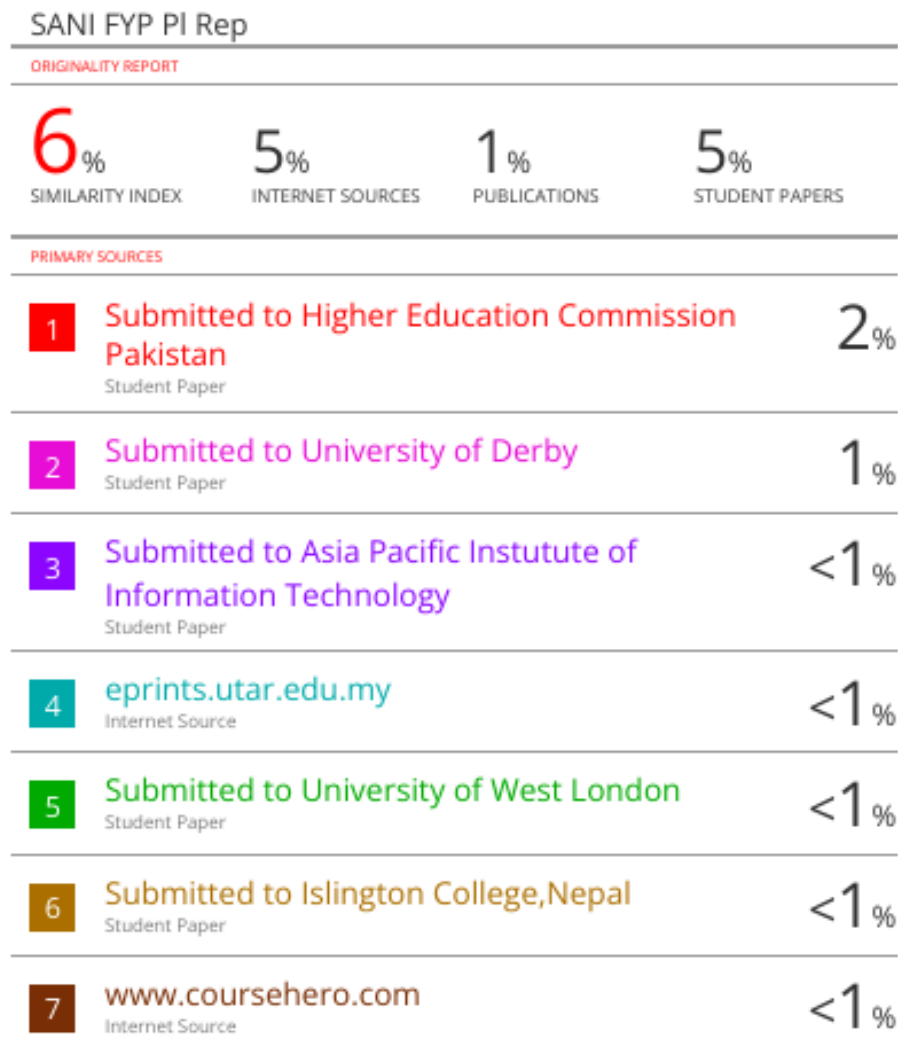 SANI FYP Pl Rep
ORIGINALITY REPORT
6%
5%
1%
5%
SIMILARITY INDEX
INTERNET SOURCES
PUBLICATIONS
STUDENT PAPERS
PRIMARY SOURCES
1
Submitted to Higher Education Commission
Pakistan
Student Paper
2%
2
Submitted to University of Derby
Student Paper
1%
3
Submitted to Asia Pacific Instutute of
Information Technology
Student Paper
<1%
4
eprints.utar.edu.my
Internet Source
<1%
5
Submitted to University of West London
Student Paper
<1%
6
Submitted to Islington College,Nepal
Student Paper
<1%
7
www.coursehero.com
Internet Source
<1%